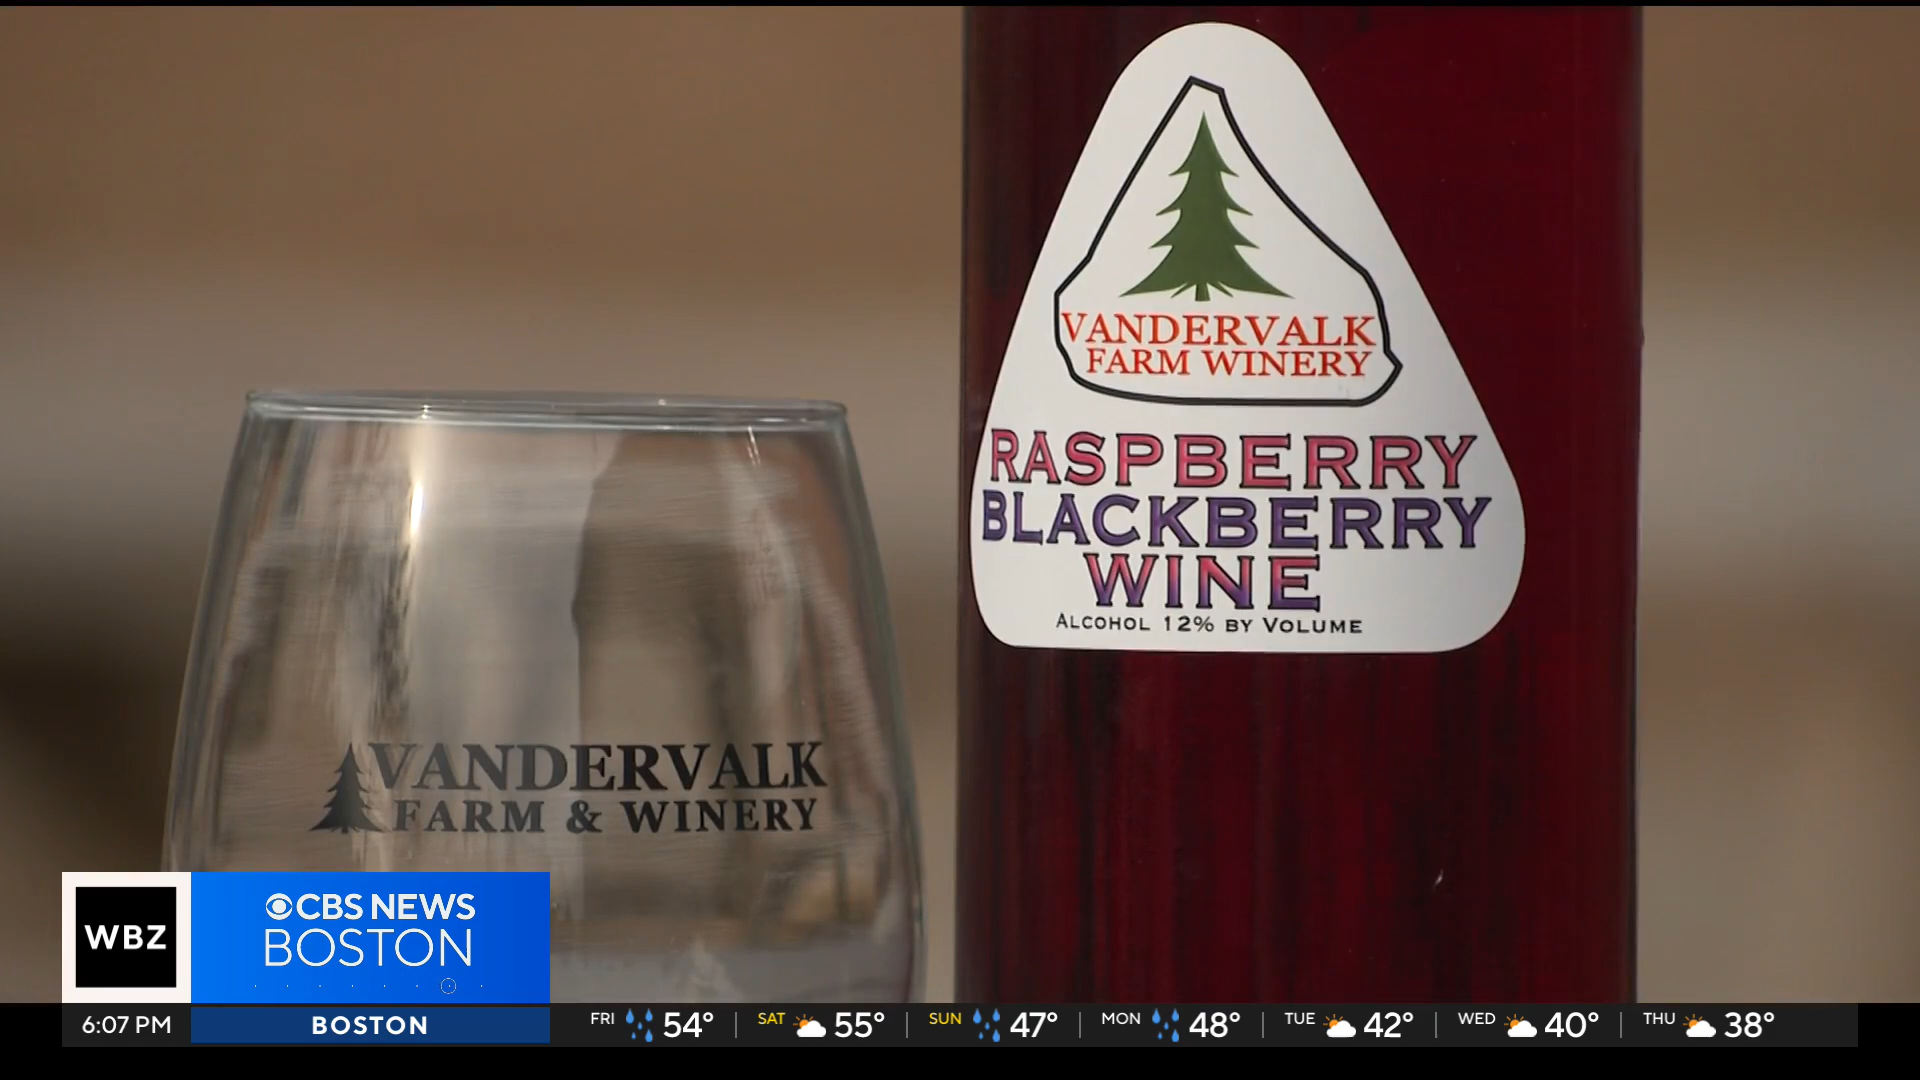 VANDERVALK
FARM WINERY
RASPBERRY
BLACKBERRY
WINE
ALCOHOL 12% BY VOLUME
VANDERVALK
FARM & WINERY
WBZ
CBS NEWS
BOSTON
6:07 PM BOSTON FRI 54° SAT 55° SUN 47° MON 48° TUE 42° WED 40° THU 38°